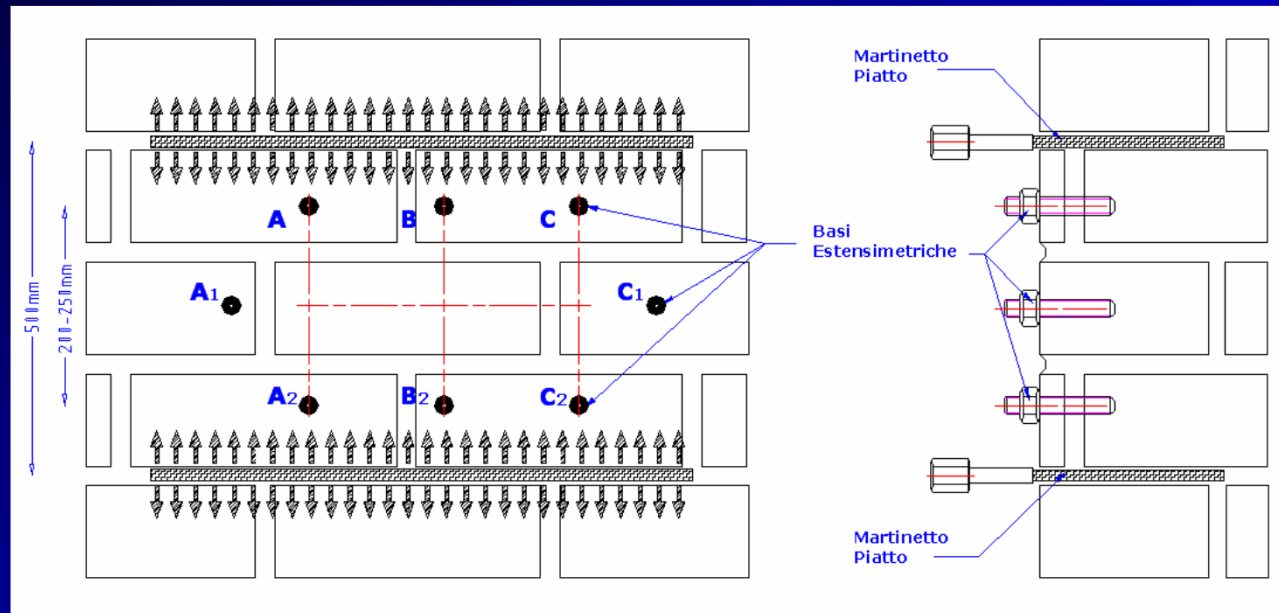 Martinetto
Piatto
500mm
200-250mm
A
B
C
Basi
Estensimetriche
A1
C1
A2
B2
C2
Martinetto
Piatto